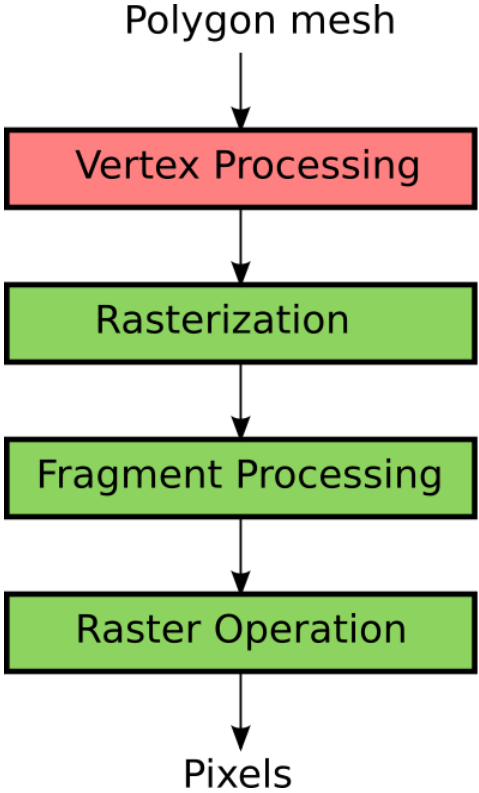 Polygon mesh
Vertex Processing
Rasterization
Fragment Processing
Raster Operation
Pixels